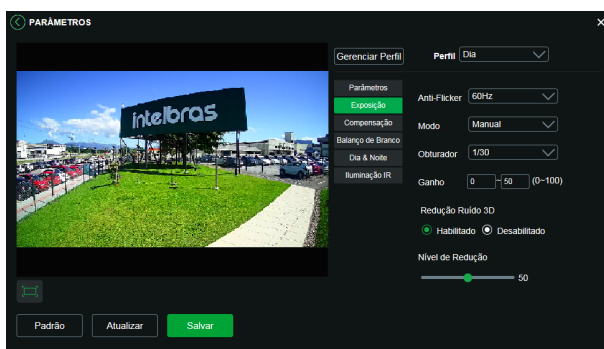 PARÂMETROS
X
Gerenciar Perfil
Perfil Dia
intelbras
Parâmetros
Exposição
Compensação
Balanço de Branco
Dia & Noite
Iluminação IR
Anti-Flicker 60Hz
Modo Manual
Obturador 1/30
Ganho 0 ~ 50 (0~100)
Redução Ruído 3D
Habilitado Desabilitado
Nível de Redução
50
Padrão Atualizar Salvar